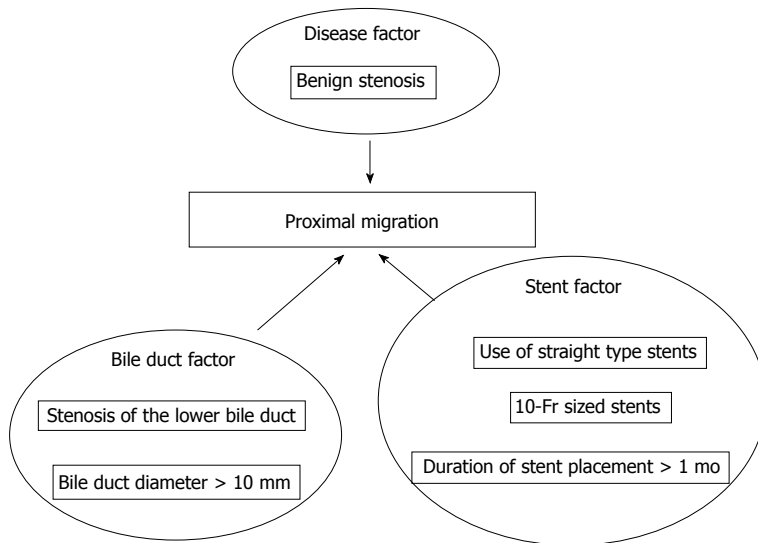 Disease factor
Benign stenosis
Proximal migration
Bile duct factor
Stenosis of the lower bile duct
Bile duct diameter > 10 mm
Stent factor
Use of straight type stents
10-Fr sized stents
Duration of stent placement > 1 mo